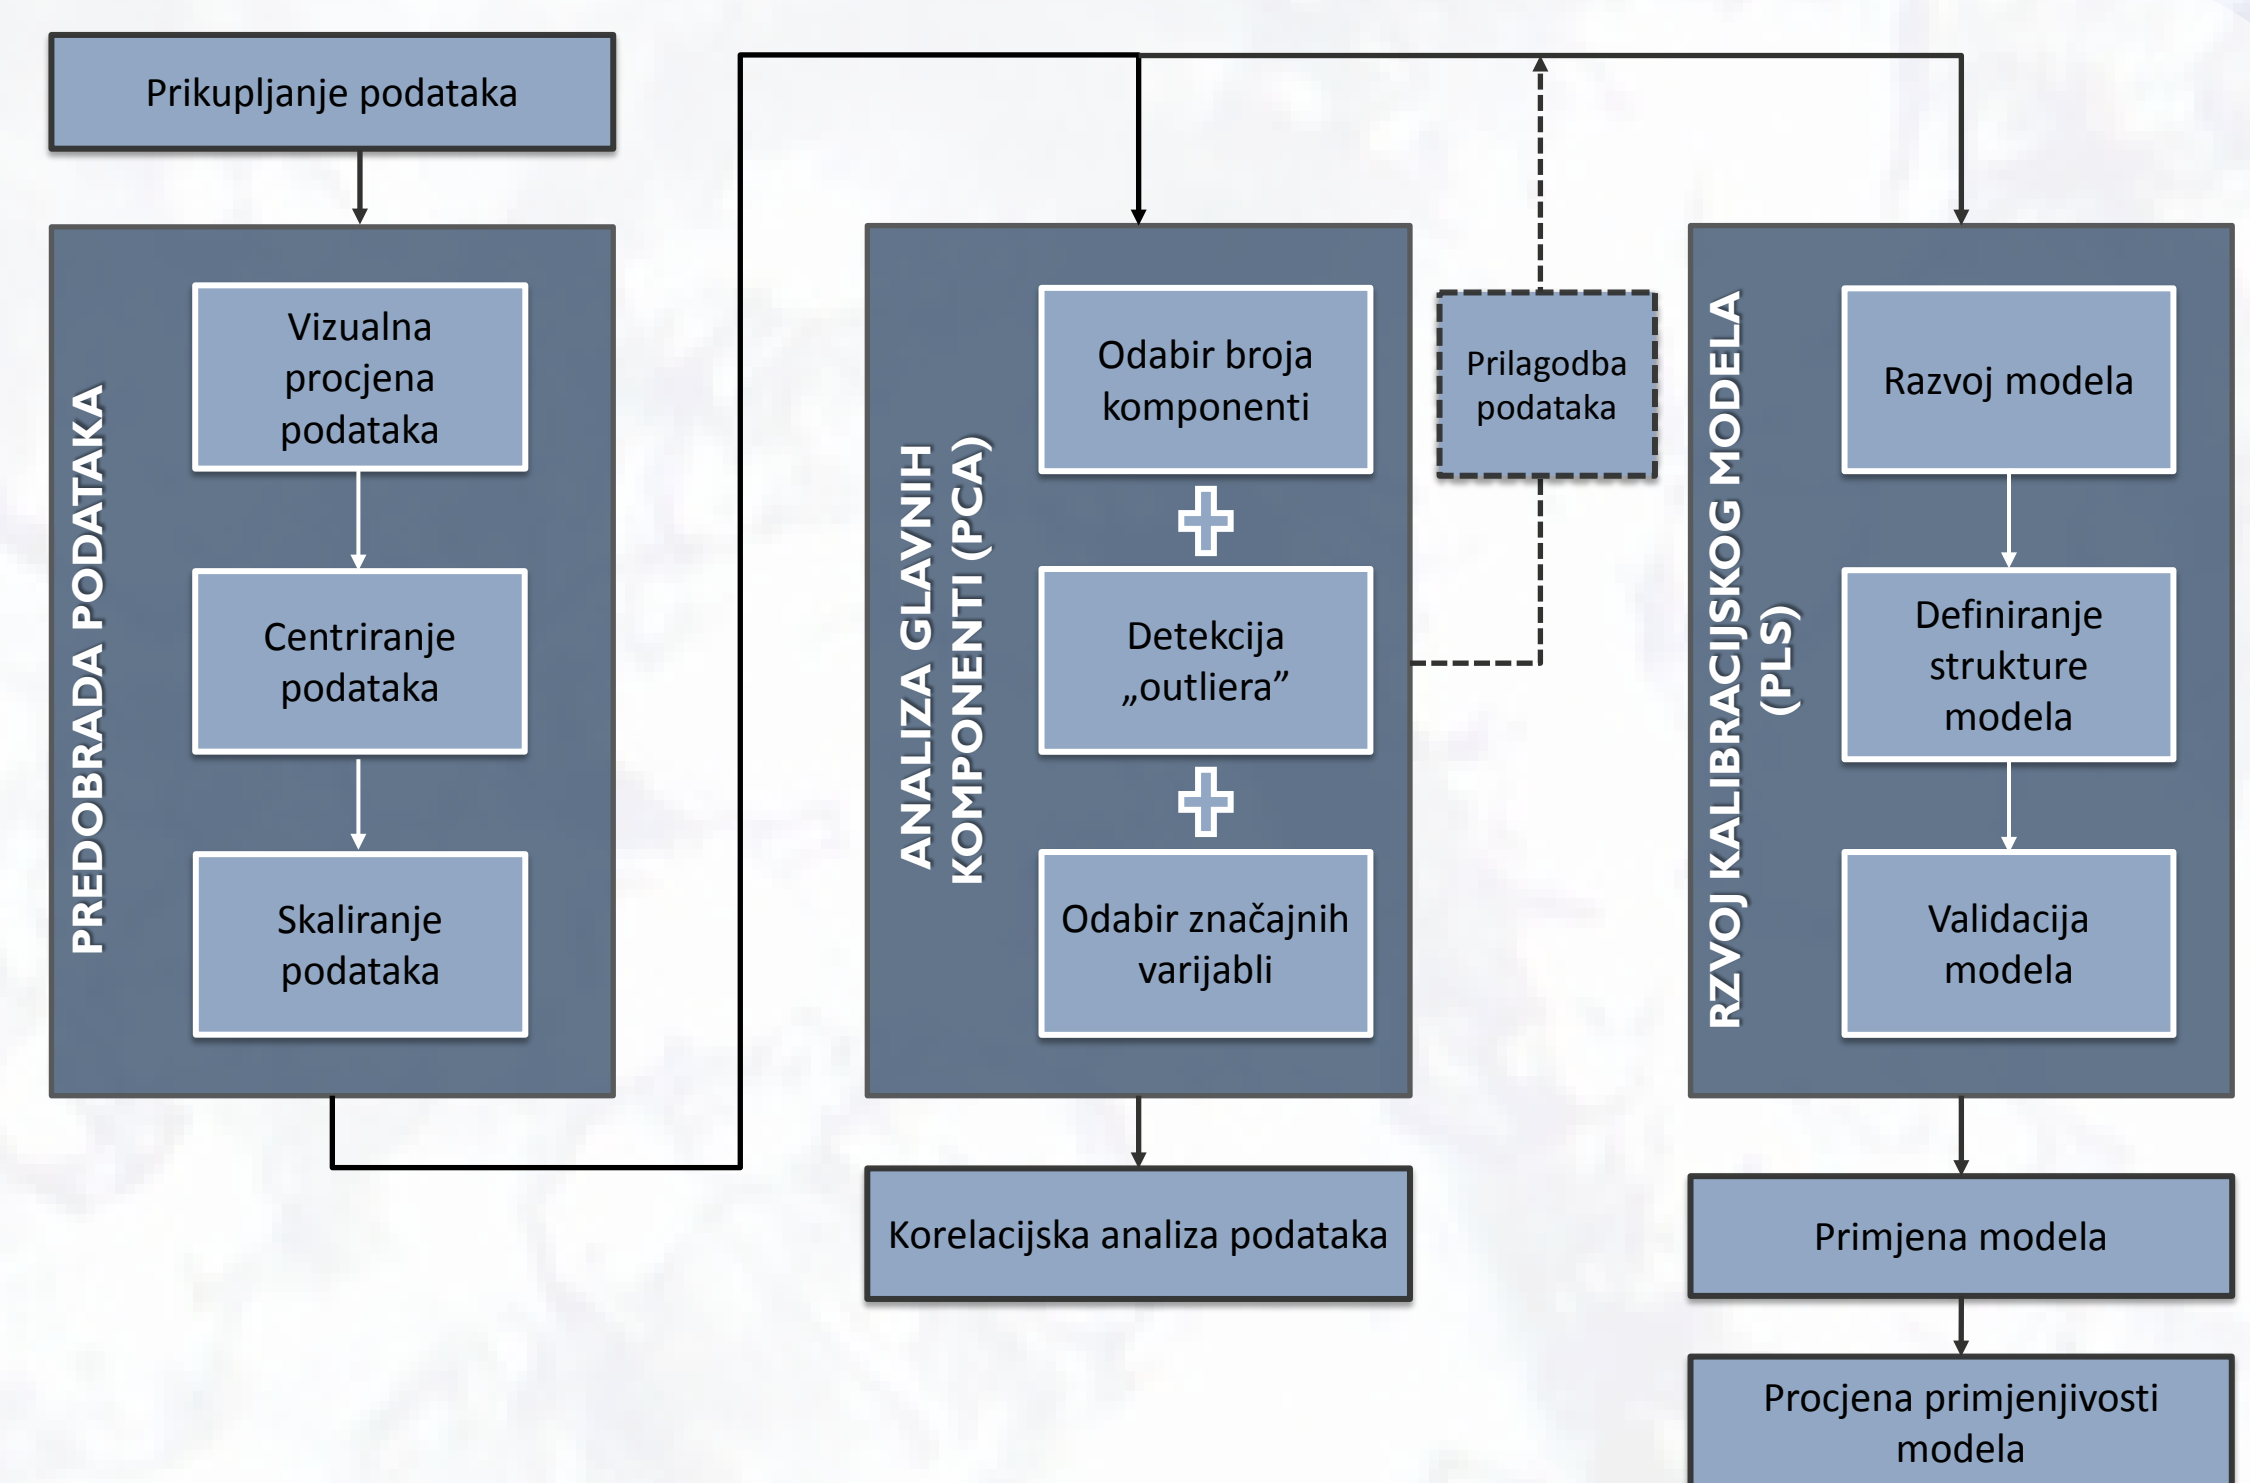 Prikupljanje podataka
PREDOBRADA PODATAKA
Vizualna
procjena
podataka
Centriranje
podataka
Skaliranje
podataka
ANALIZA GLAVNIH
KOMPONENTI (PCA)
Odabir broja
komponenti
Detekcija
„outliera”
Odabir značajnih
varijabli
Korelacijska analiza podataka
Prilagodba
podataka
RZVOJ KALIBRACIJSKOG MODELA
(PLS)
Razvoj modela
Definiranje
strukture
modela
Validacija
modela
Primjena modela
Procjena primjenjivosti
modela